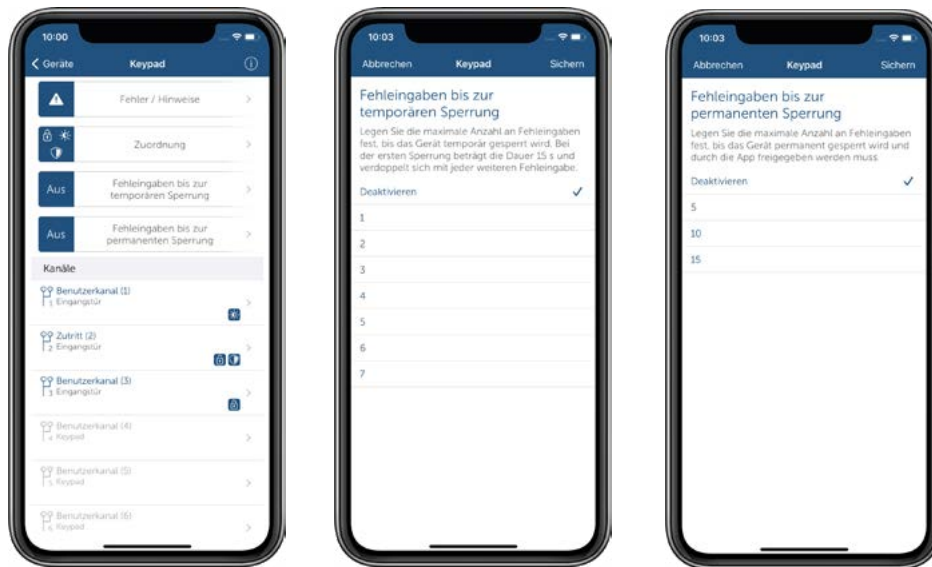 10:00
Geräte
Keypad
Fehler / Hinweise
Zuordnung
Aus
Fehleingaben bis zur
temporären Sperrung
Aus
Fehleingaben bis zur
permanenten Sperrung
Kanäle
Benutzerkanal (1)
1 Eingangstür
Zutritt (2)
2 Eingangstür
Benutzerkanal (3)
3 Eingangstür
Benutzerkanal (4)
4 Keypad
Benutzerkanal (5)
5 Keypad
Benutzerkanal (6)
6 Keypad
10:03
Abbrechen
Keypad
Sichern
Fehleingaben bis zur
temporären Sperrung
Legen Sie die maximale Anzahl an Fehleingaben
fest, bis das Gerät temporär gesperrt wird. Bei
der ersten Sperrung beträgt die Dauer 15 s und
verdoppelt sich mit jeder weiteren Fehleingabe.
Deaktivieren
1
2
3
4
5
6
7
10:03
Abbrechen
Keypad
Sichern
Fehleingaben bis zur
permanenten Sperrung
Legen Sie die maximale Anzahl an Fehleingaben
fest, bis das Gerät permanent gesperrt wird und
durch die App freigegeben werden muss.
Deaktivieren
5
10
15